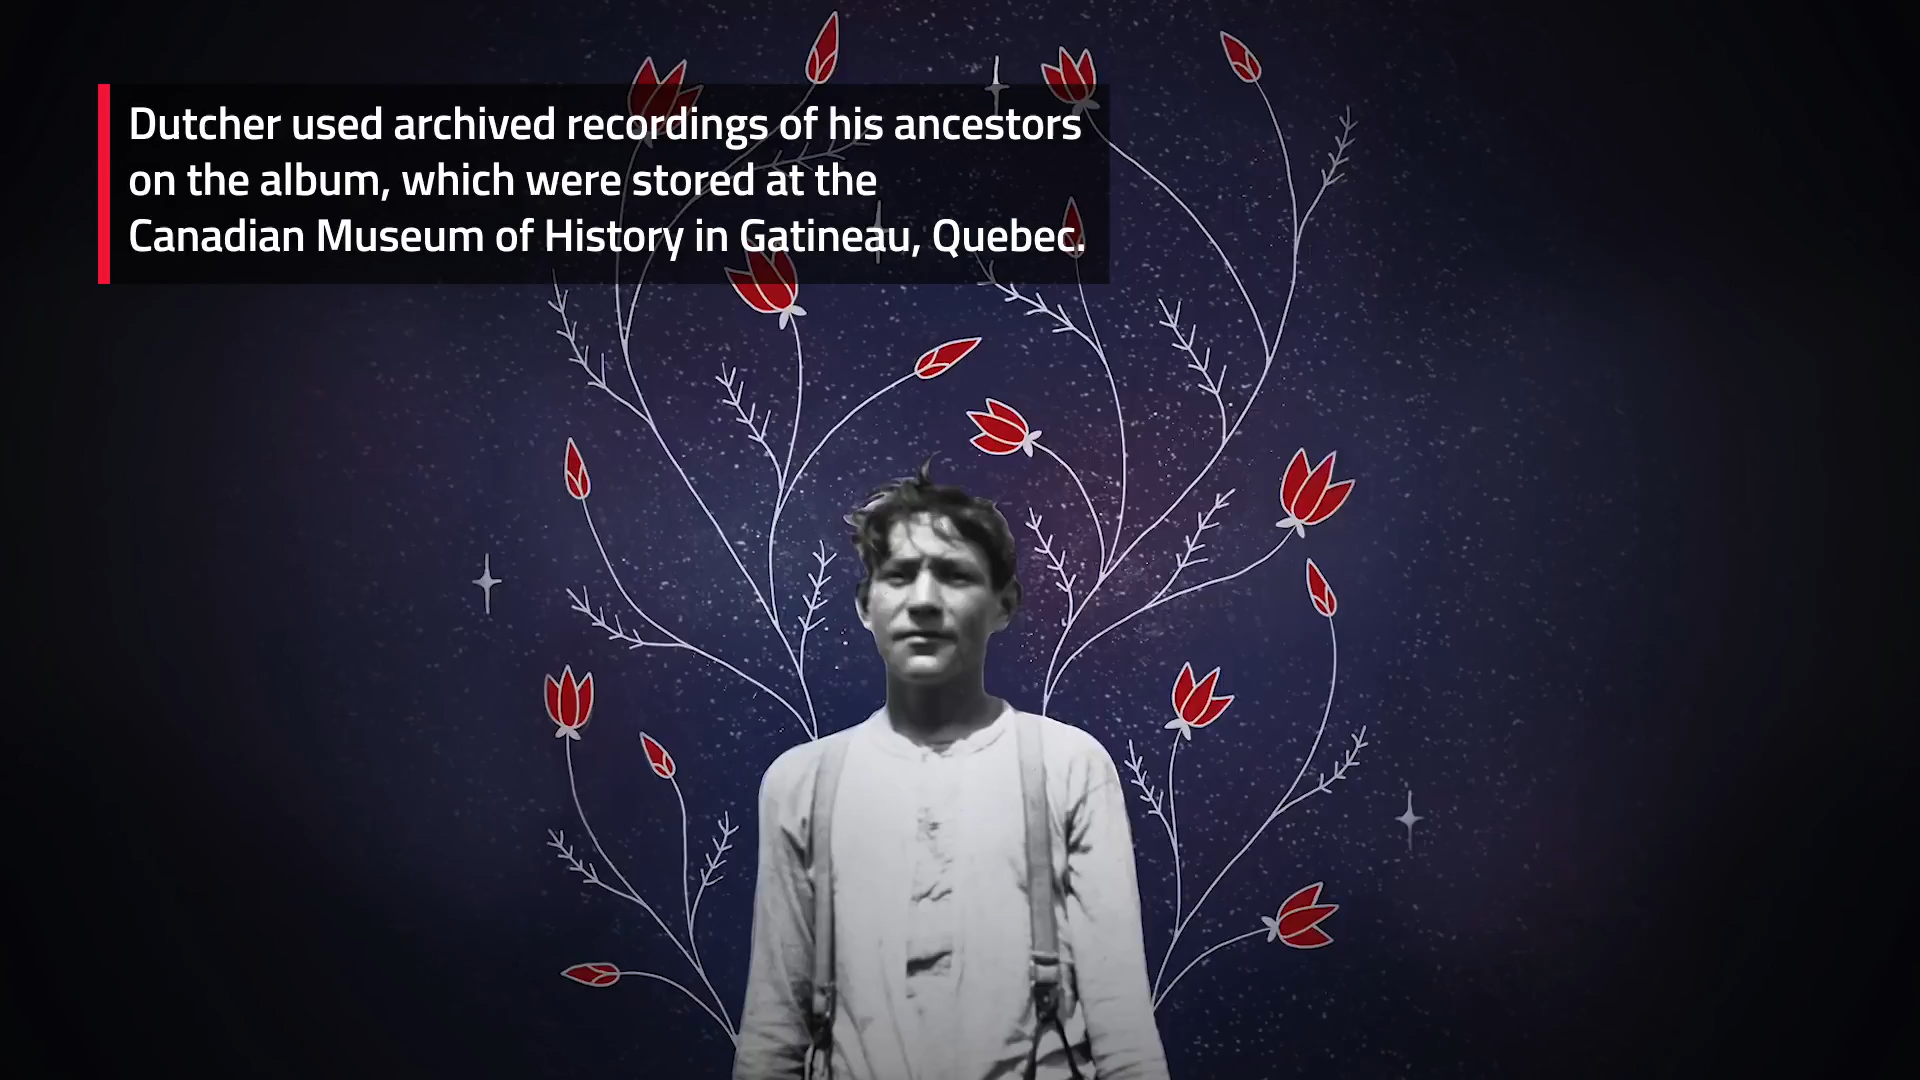 Dutcher used archived recordings of his ancestors
on the album, which were stored at the
Canadian Museum of History in Gatineau, Quebec.